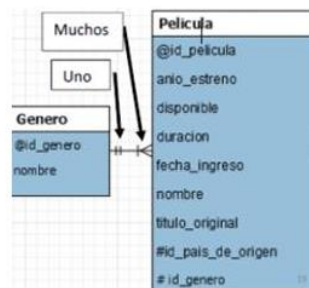 Pelicula
Muchos
@id_pelicula
Uno
anio_estreno
disponible
Genero
duracion
@id_genero
fecha_ingreso
nombre
nombre
titulo_original
#id_pais_de_origen
# id_genero